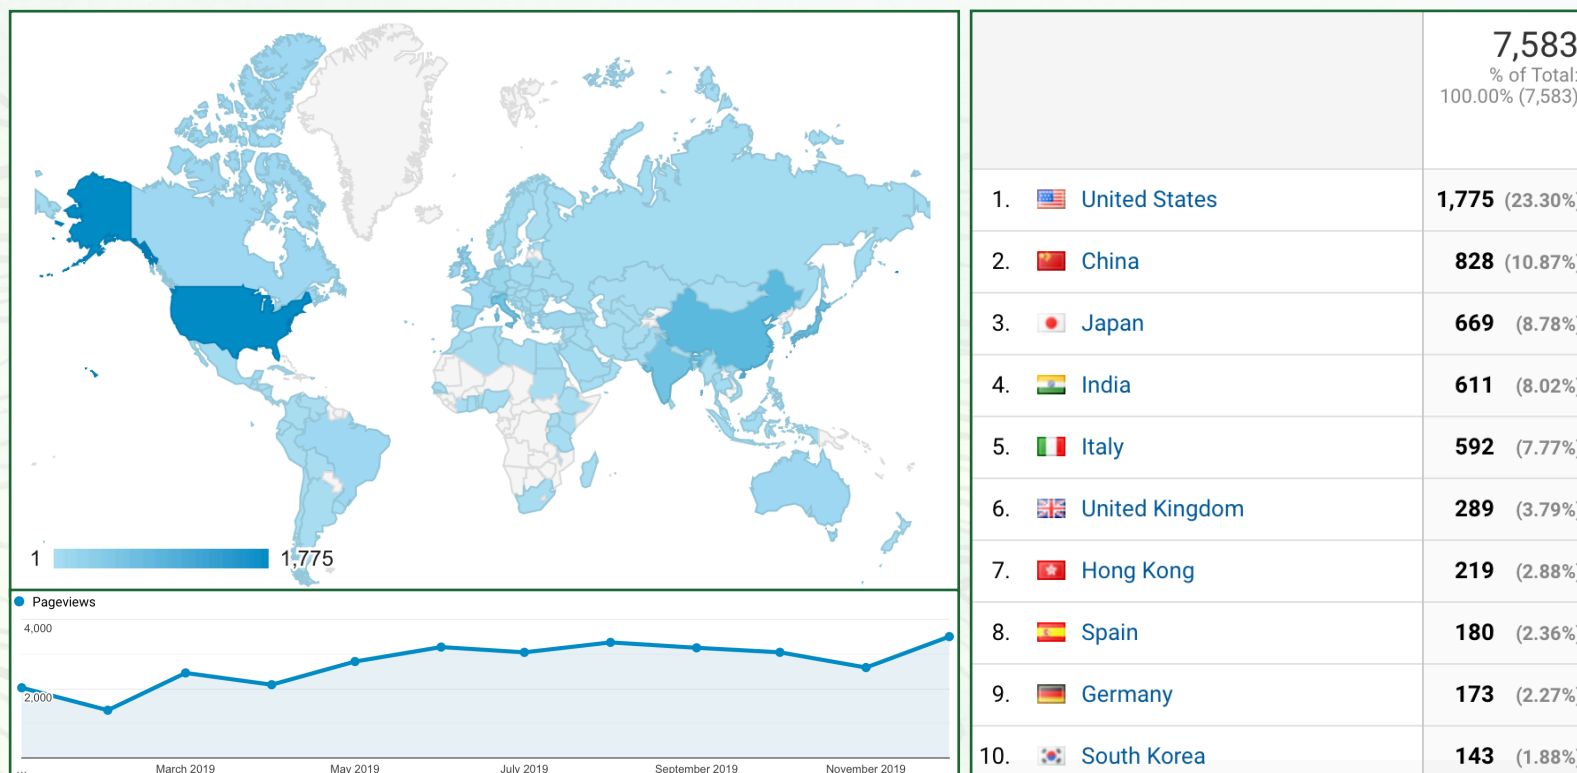 1
1,775
Pageviews
4,000
2,000
...
March 2019
May 2019
July 2019
September 2019
November 2019
7,583
% of Total:
100.00% (7,583)
1. United States 1,775 (23.30%)
2. China 828 (10.87%)
3. Japan 669 (8.78%)
4. India 611 (8.02%)
5. Italy 592 (7.77%)
6. United Kingdom 289 (3.79%)
7. Hong Kong 219 (2.88%)
8. Spain 180 (2.36%)
9. Germany 173 (2.27%)
10. South Korea 143 (1.88%)